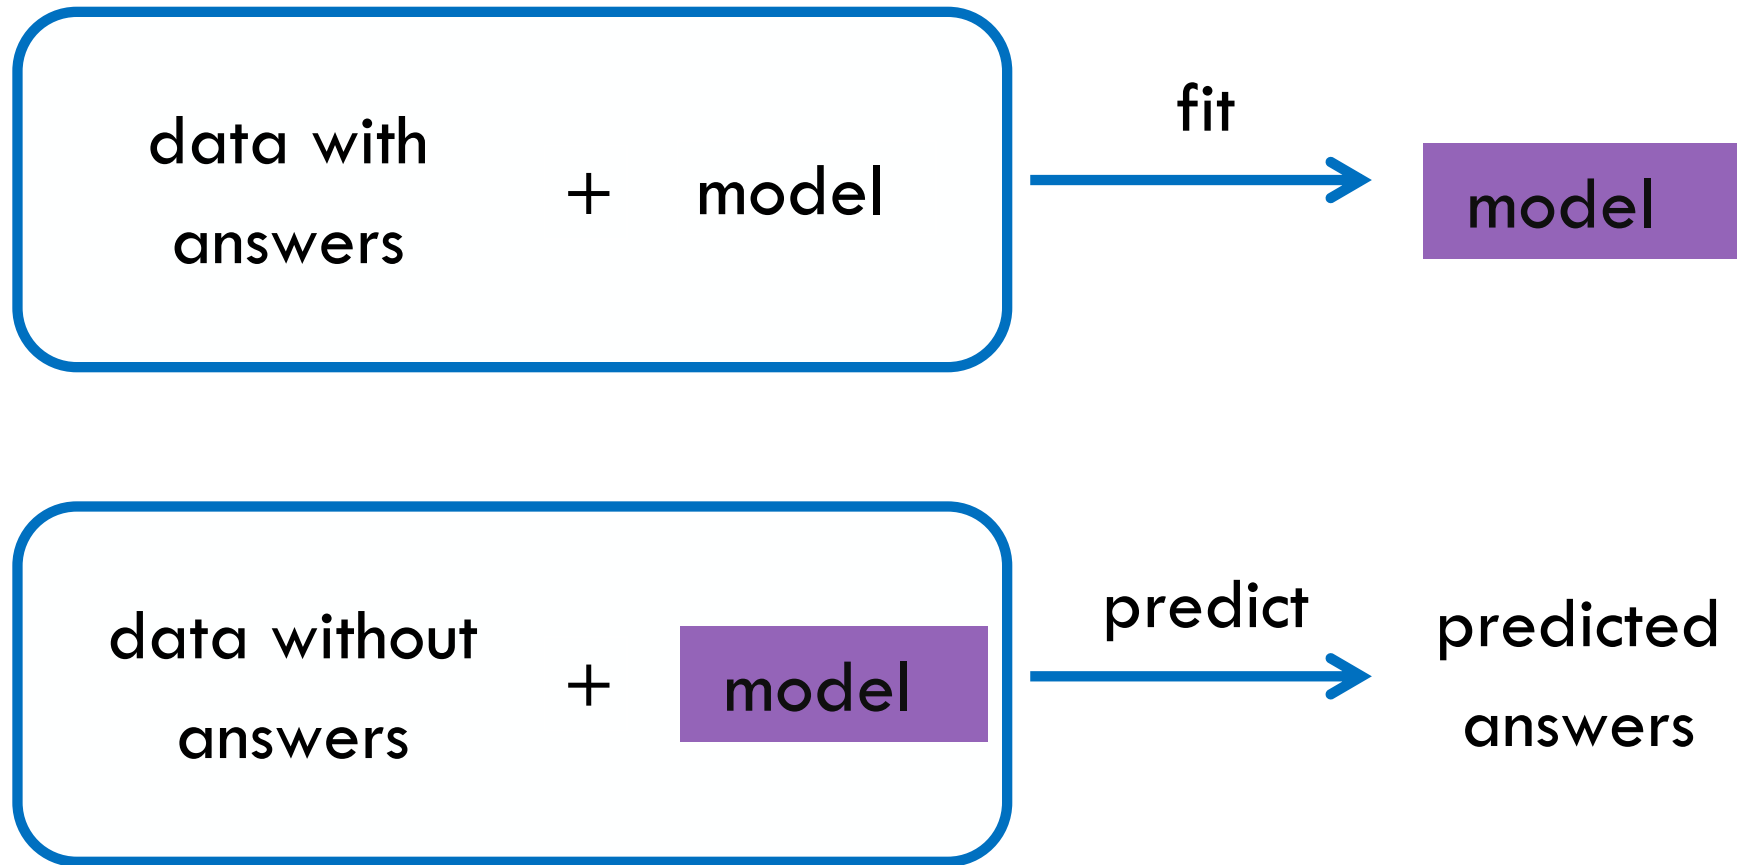 data with
answers
+
model
fit
model
data without
answers
+
model
predict
predicted
answers